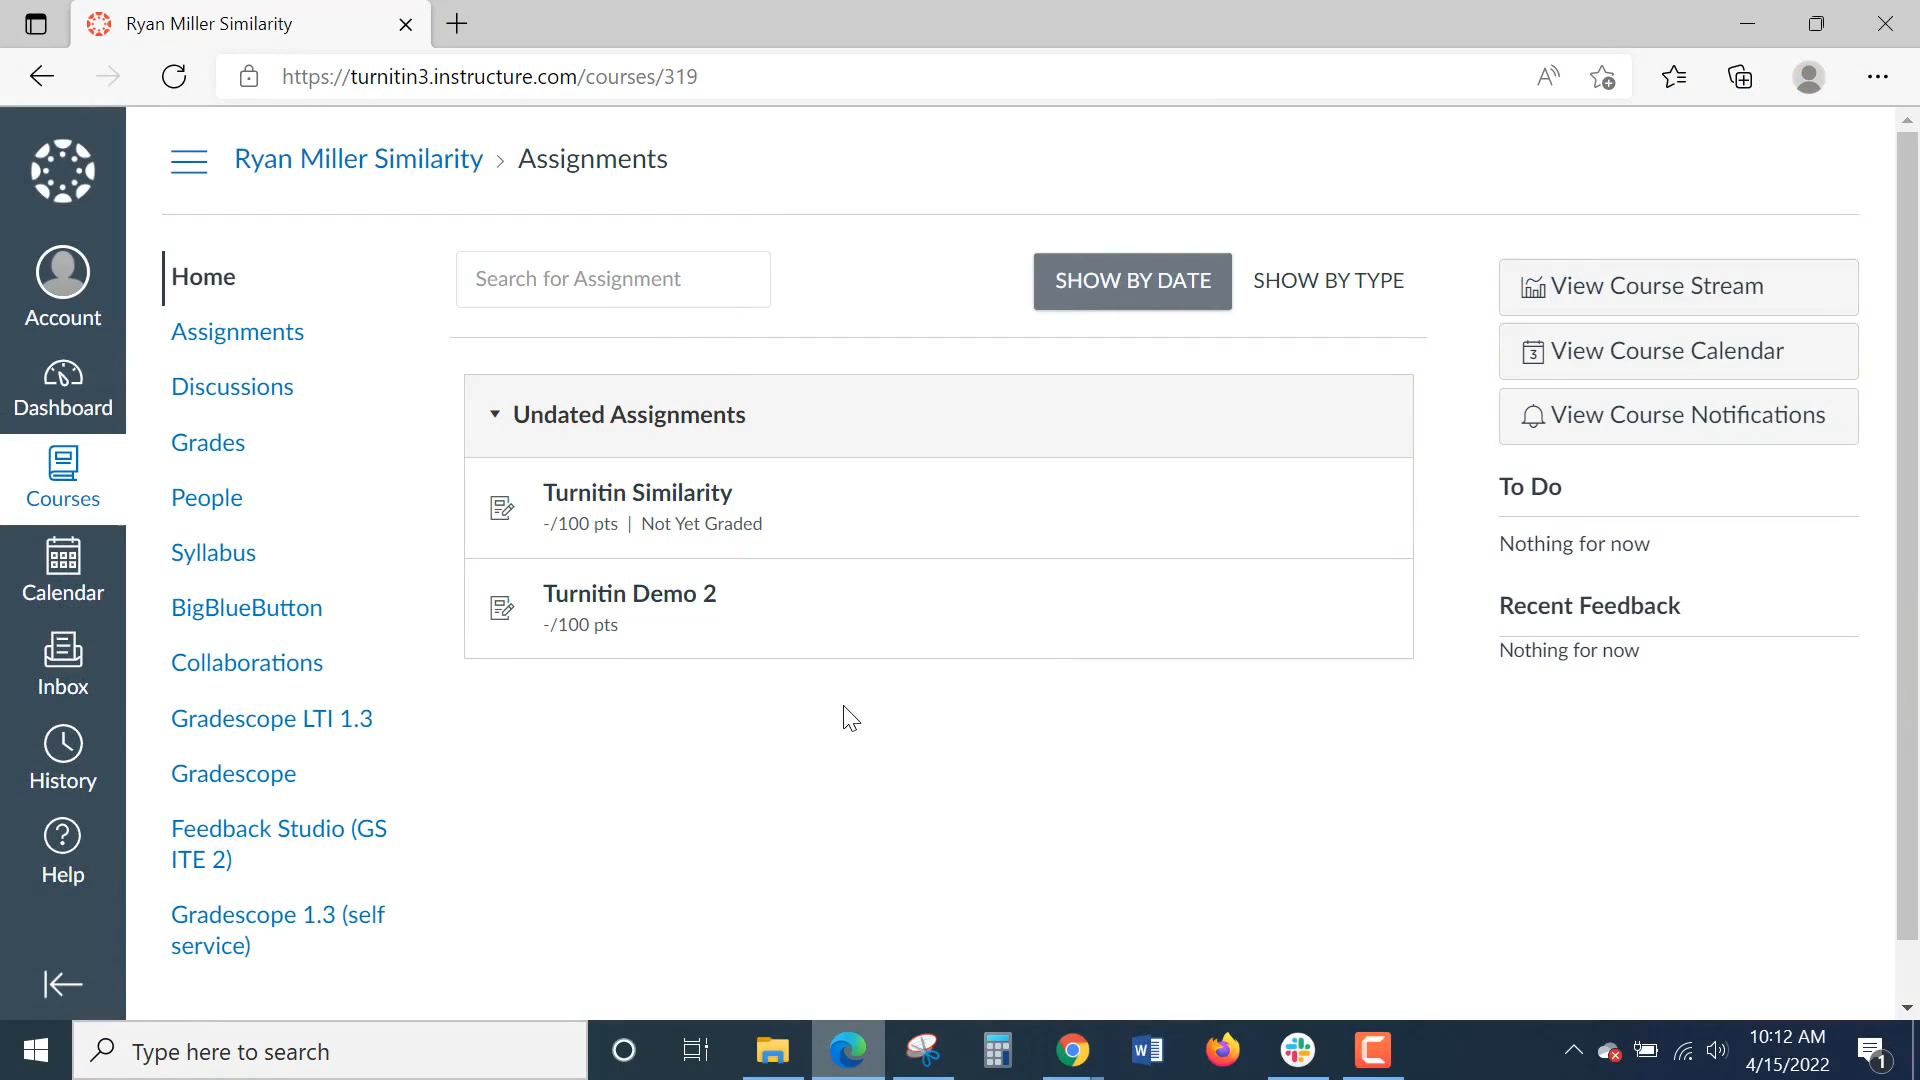 Ryan Miller Similarity
https://turnitin3.instructure.com/courses/319
Account
Dashboard
Courses
Calendar
Inbox
History
Help
Ryan Miller Similarity > Assignments
Home
Assignments
Discussions
Grades
People
Syllabus
BigBlueButton
Collaborations
Gradescope LTI 1.3
Gradescope
Feedback Studio (GS
ITE 2)
Gradescope 1.3 (self
service)
Search for Assignment
SHOW BY DATE
SHOW BY TYPE
Undated Assignments
Turnitin Similarity
-/100 pts | Not Yet Graded
Turnitin Demo 2
-/100 pts
View Course Stream
3 View Course Calendar
View Course Notifications
To Do
Nothing for now
Recent Feedback
Nothing for now
Type here to search
10:12 AM
4/15/2022
1